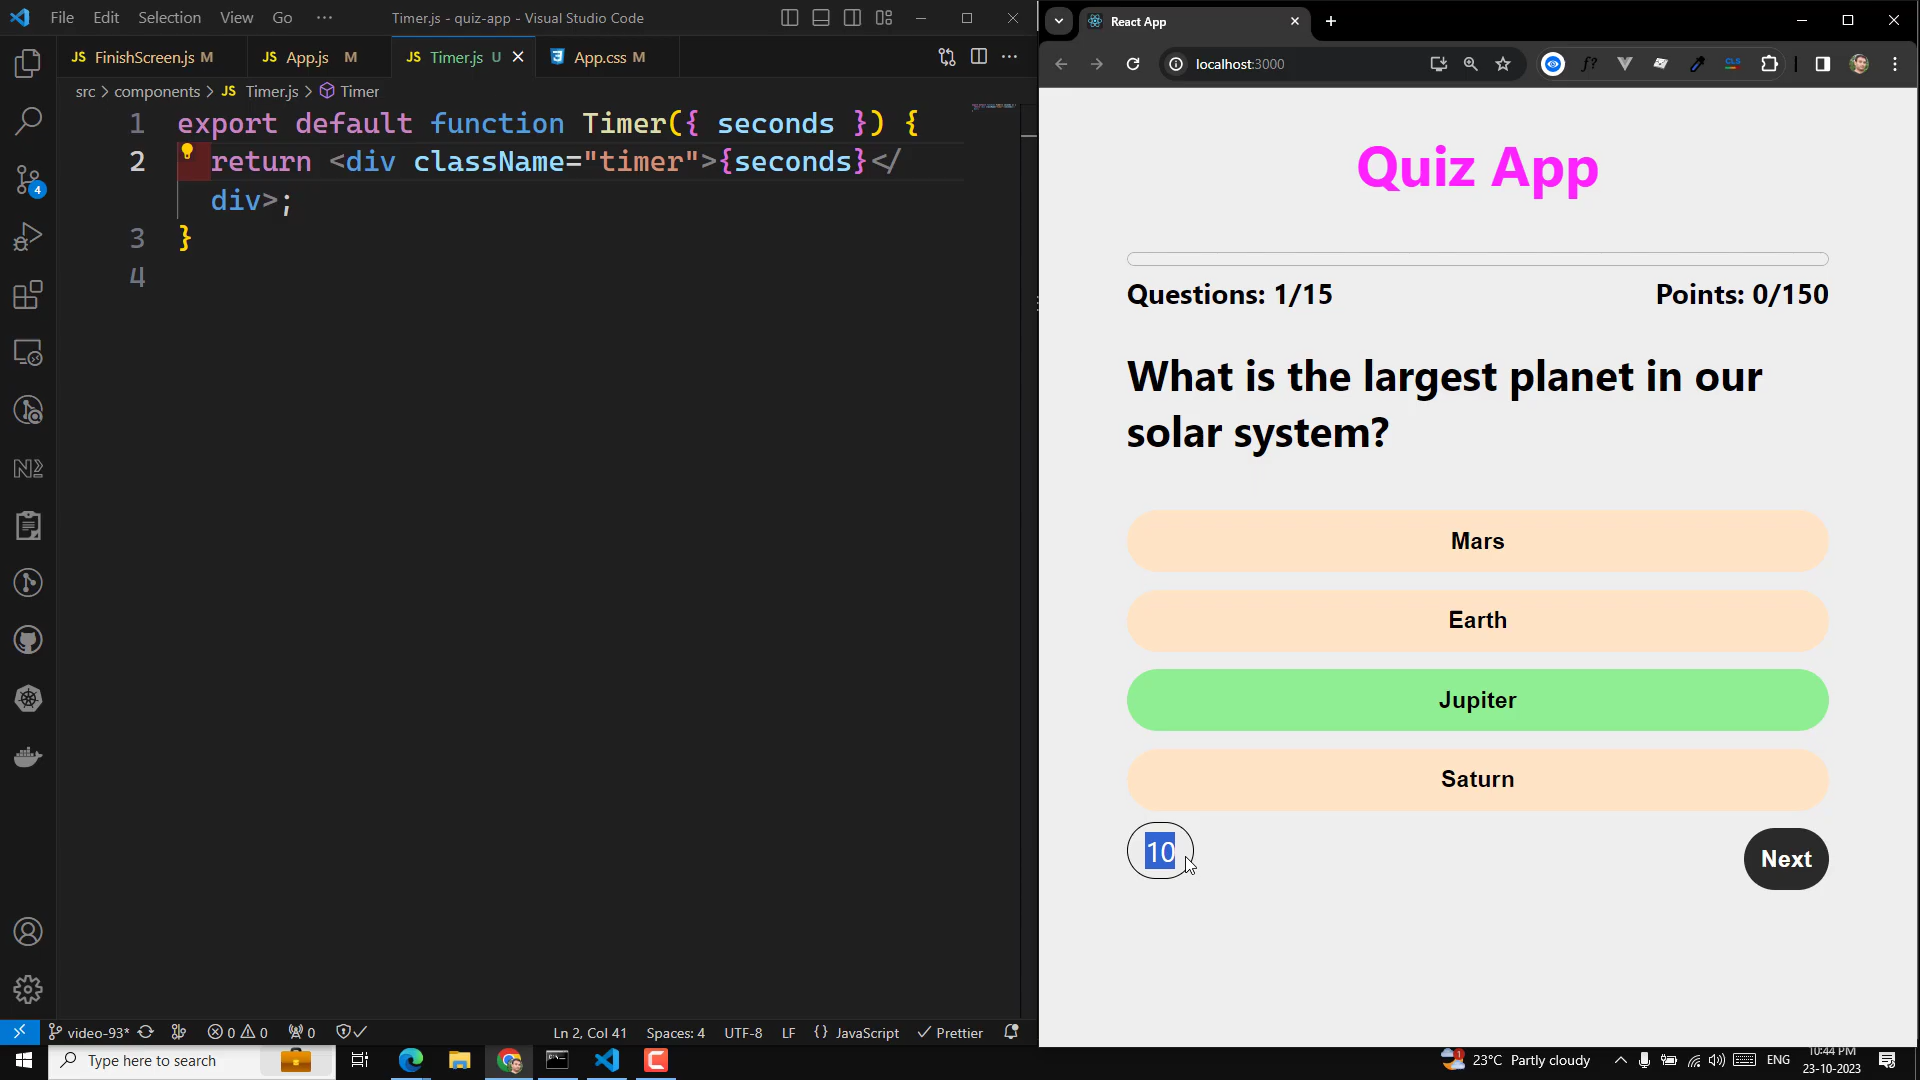 File Edit Selection View Go ··· Timer.js - quiz-app - Visual Studio Code
JS FinishScreen.js M JS App.js M JS Timer.js U App.css M
src > components > JS Timer.js > Timer
1 export default function Timer({ seconds }) {
2 return <div className="timer">{seconds}</
div>;
3 }
4
4
video-93* 0 0 0 Ln 2, Col 41 Spaces: 4 UTF-8 LF {} JavaScript Prettier
React App
localhost:3000
f? CLS
Quiz App
Questions: 1/15 Points: 0/150
What is the largest planet in our
solar system?
Mars
Earth
Jupiter
Saturn
10 Next
Type here to search
1 23°C Partly cloudy ENG 10:44 PM
23-10-2023